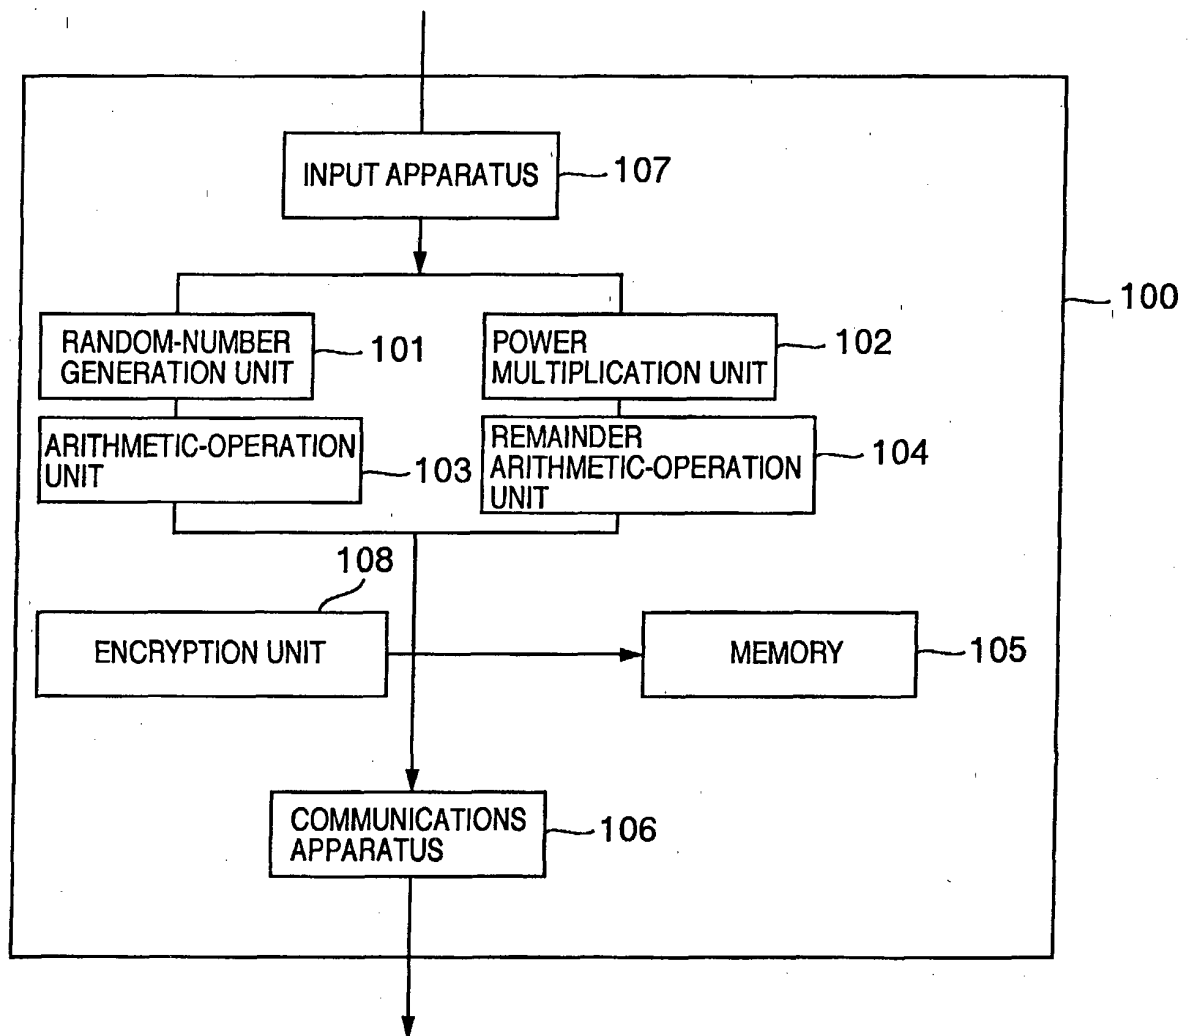 INPUT APPARATUS
107
100
RANDOM-NUMBER
GENERATION UNIT
101
POWER
MULTIPLICATION UNIT
102
ARITHMETIC-OPERATION
UNIT
103
REMAINDER
ARITHMETIC-OPERATION
UNIT
104
108
ENCRYPTION UNIT
MEMORY
105
COMMUNICATIONS
APPARATUS
106